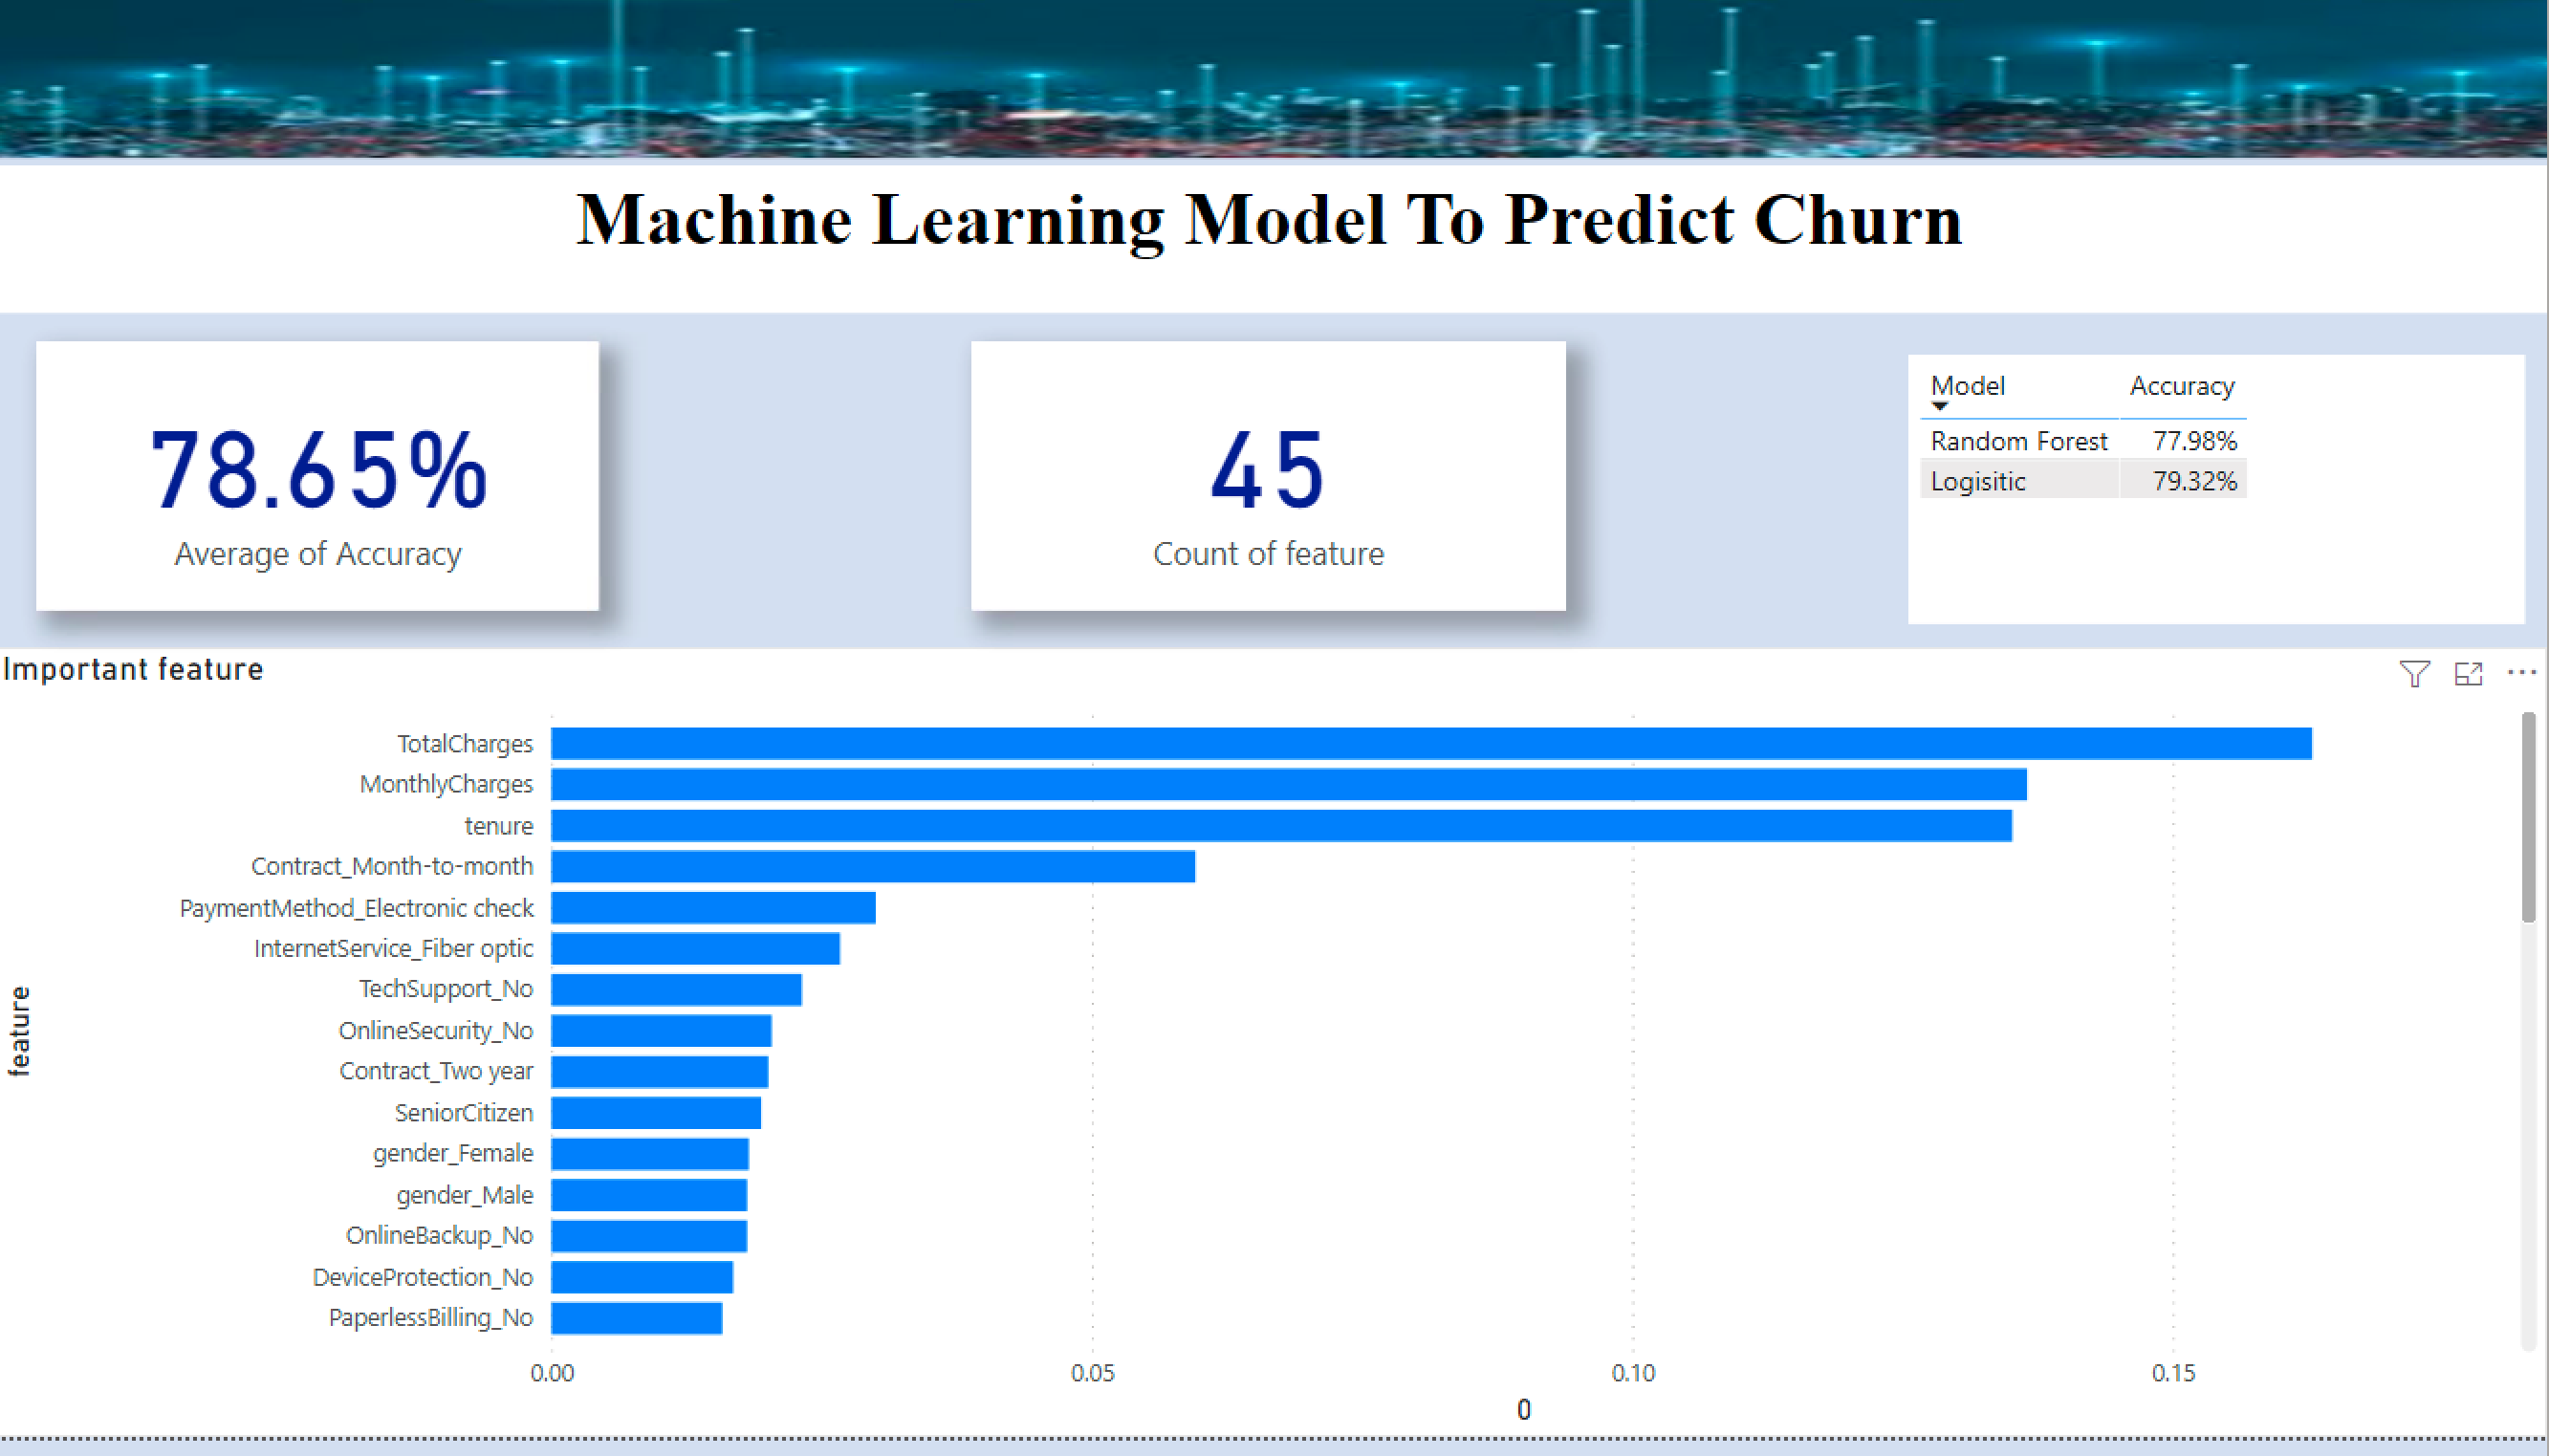 Machine Learning Model To Predict Churn
78.65%
Average of Accuracy
45
Count of feature
Model Accuracy
Random Forest 77.98%
Logisitic 79.32%
Important feature
feature
TotalCharges
MonthlyCharges
tenure
Contract_Month-to-month
PaymentMethod_Electronic check
InternetService_Fiber optic
TechSupport_No
OnlineSecurity_No
Contract_Two year
SeniorCitizen
gender_Female
gender_Male
OnlineBackup_No
DeviceProtection_No
PaperlessBilling_No
0.00 0.05 0.10 0.15
0